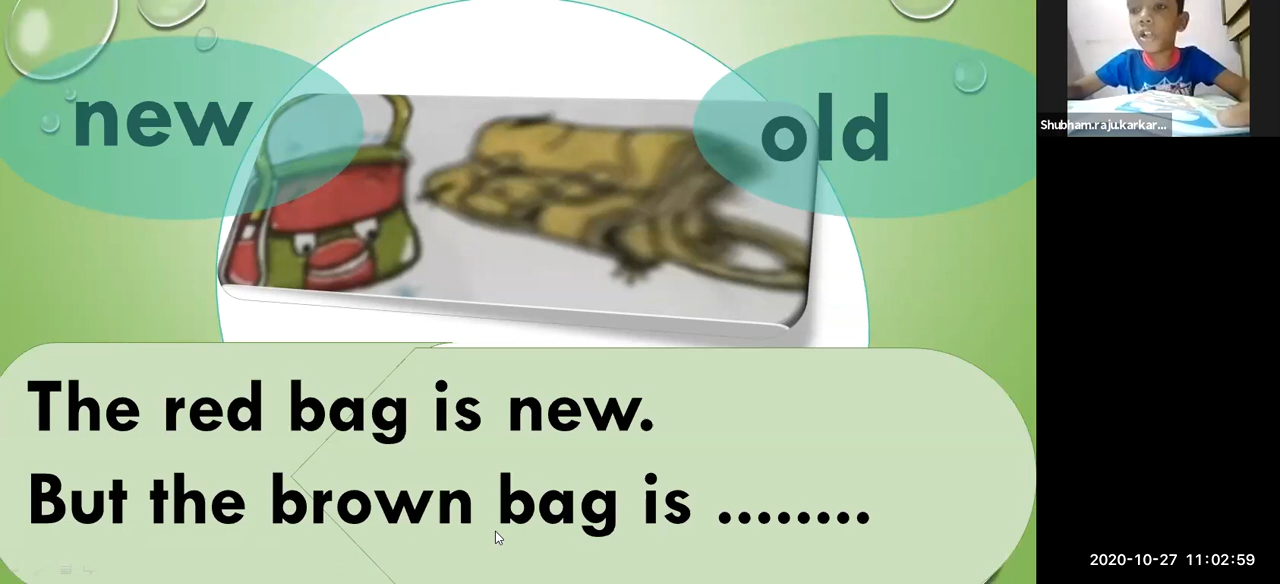 new
old
The red bag is new.
But the brown bag is ........
Shubham.raju.karkar...
2020-10-27 11:02:59